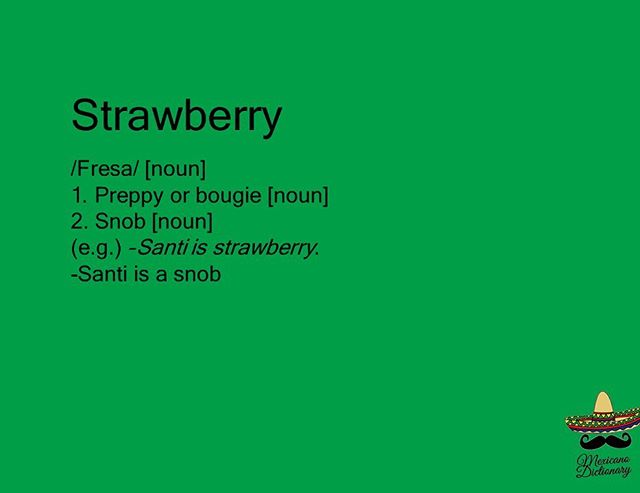 Strawberry
/Fresa/ [noun]
1. Preppy or bougie [noun]
2. Snob [noun]
(e.g.) -Santi is strawberry.
-Santi is a snob
Mexicano
Dictionary